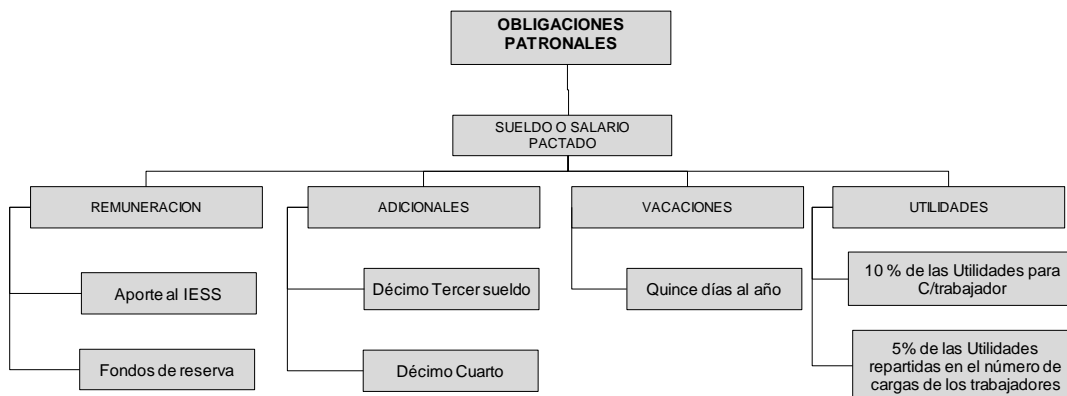 OBLIGACIONES
PATRONALES
SUELDO O SALARIO
PACTADO
REMUNERACION
ADICIONALES
VACACIONES
UTILIDADES
Aporte al IESS
Décimo Tercer sueldo
Quince días al año
10 % de las Utilidades para
C/trabajador
Fondos de reserva
Décimo Cuarto
5% de las Utilidades
repartidas en el número de
cargas de los trabajadores